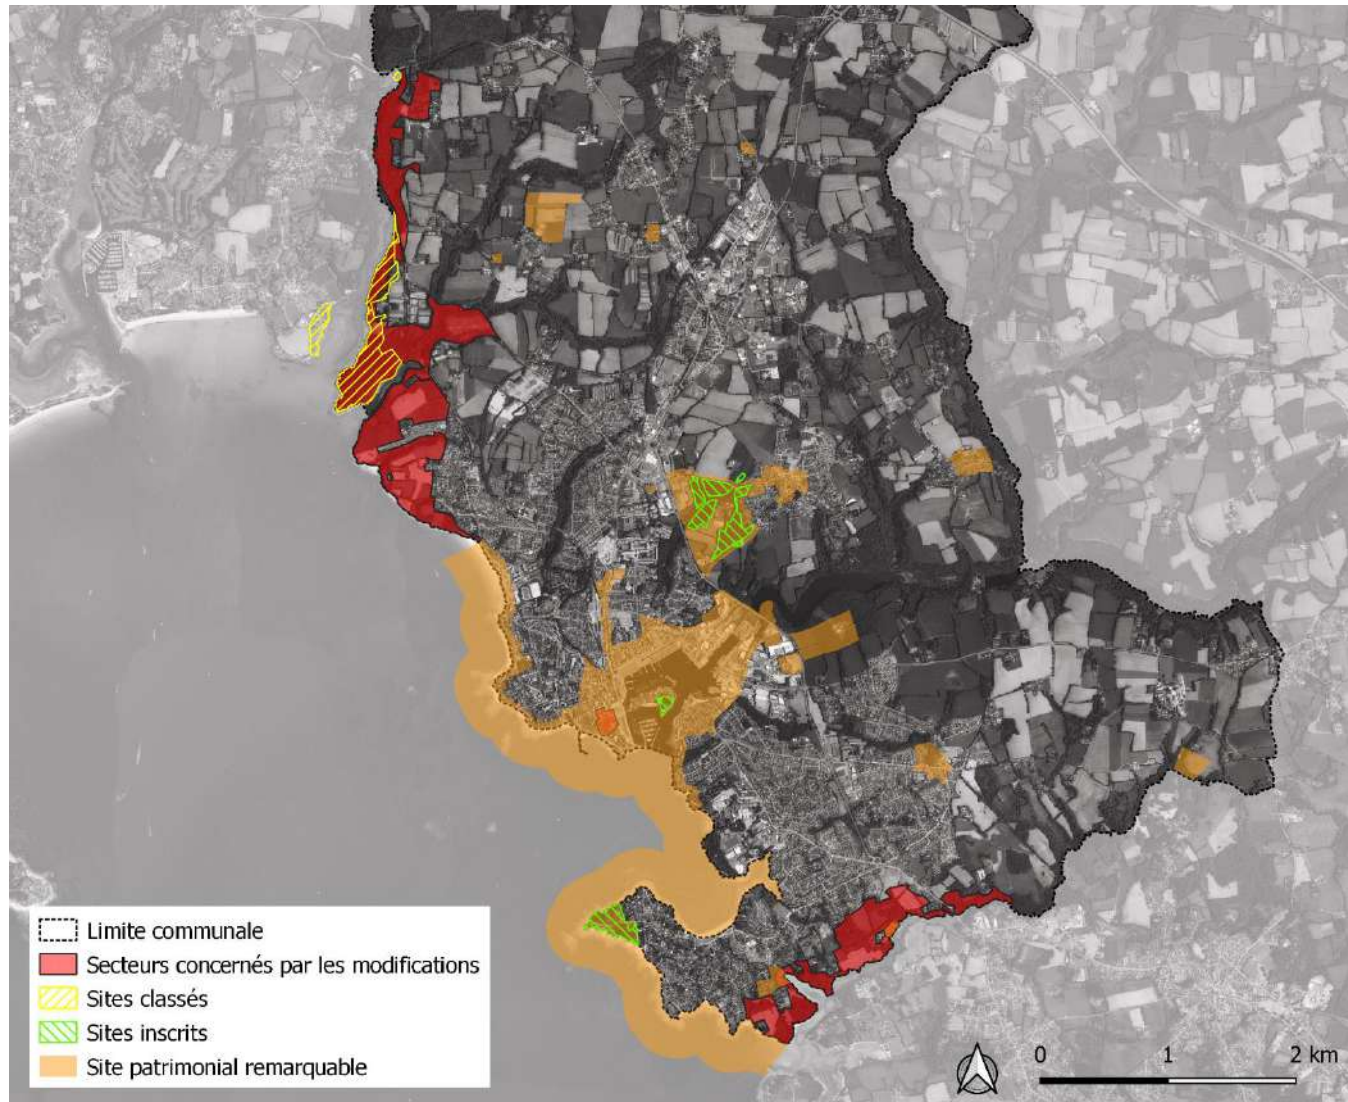 Limite communale
Secteurs concernés par les modifications
Sites classés
Sites inscrits
Site patrimonial remarquable
0 1 2 km